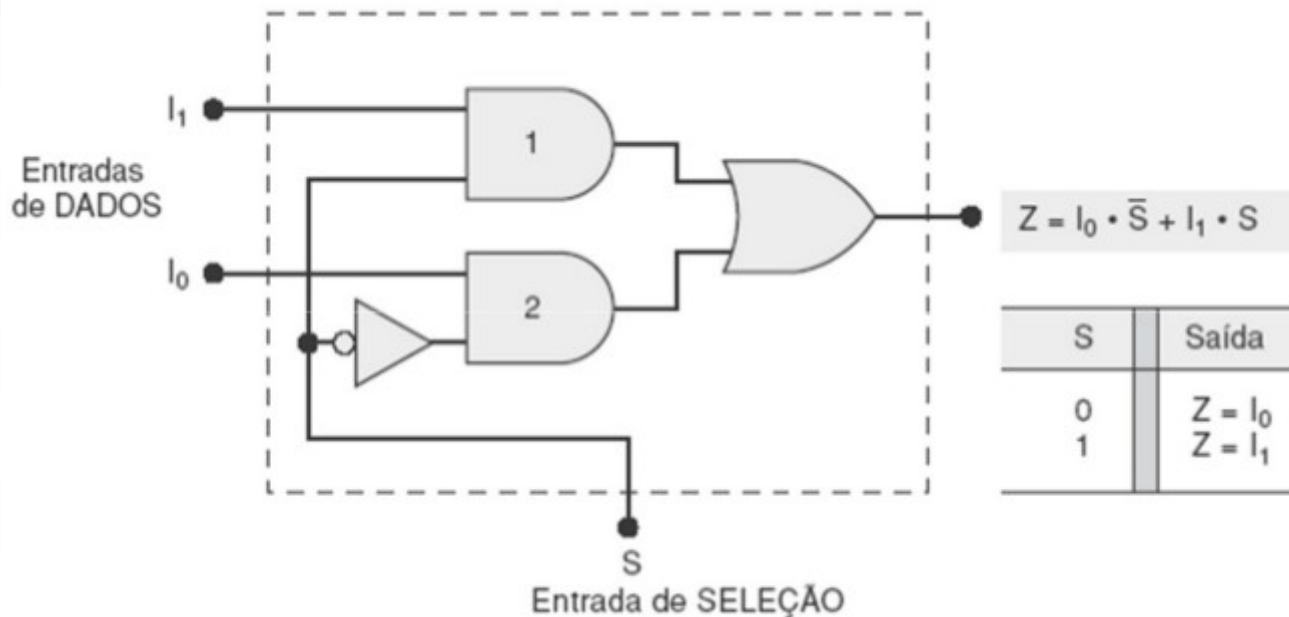 I₁
1
Entradas
de DADOS
Z = I₀ • S̅ + I₁ • S
I₀
2
S Saída
0 Z = I₀
1 Z = I₁
S
Entrada de SELEÇÃO